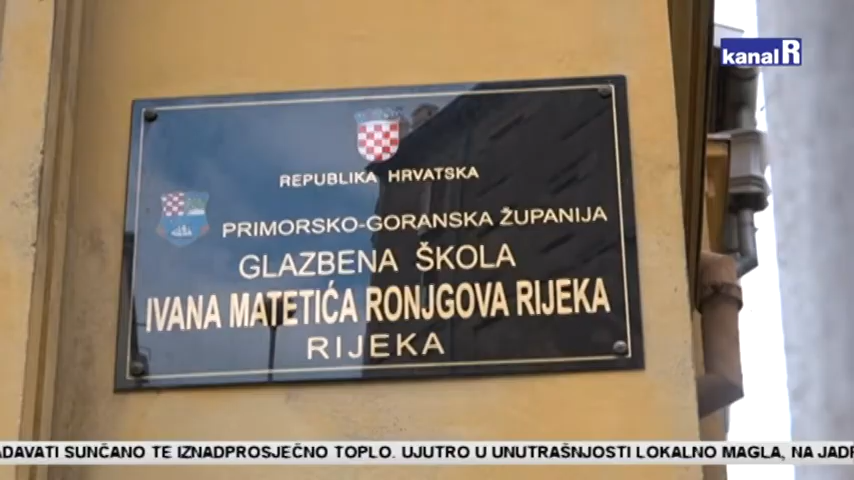 kanal R
REPUBLIKA HRVATSKA
PRIMORSKO-GORANSKA ŽUPANIJA
GLAZBENA ŠKOLA
IVANA MATETIĆA RONJGOVA RIJEKA
RIJEKA
ADAVATI SUNČANO TE IZNADPROSJEČNO TOPLO. UJUTRO U UNUTRAŠNJOSTI LOKALNO MAGLA, NA JADR